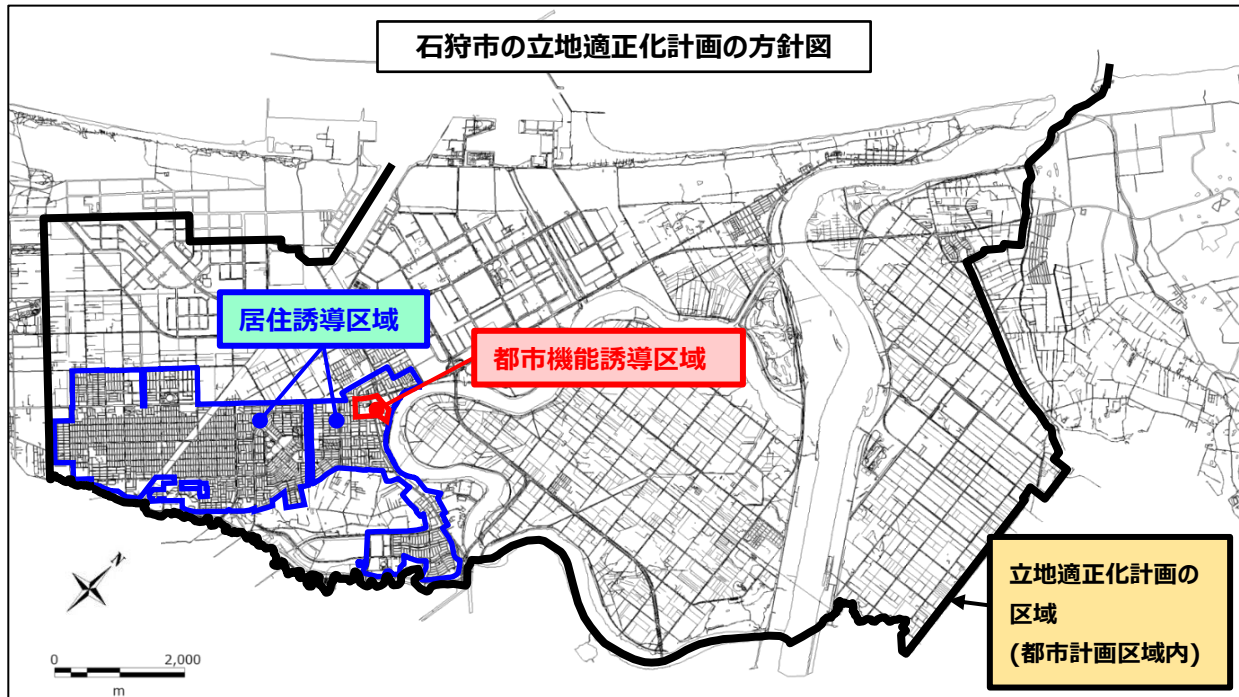 石狩市の立地適正化計画の方針図
居住誘導区域
都市機能誘導区域
立地適正化計画の
区域
(都市計画区域内)
N
0 2,000
m